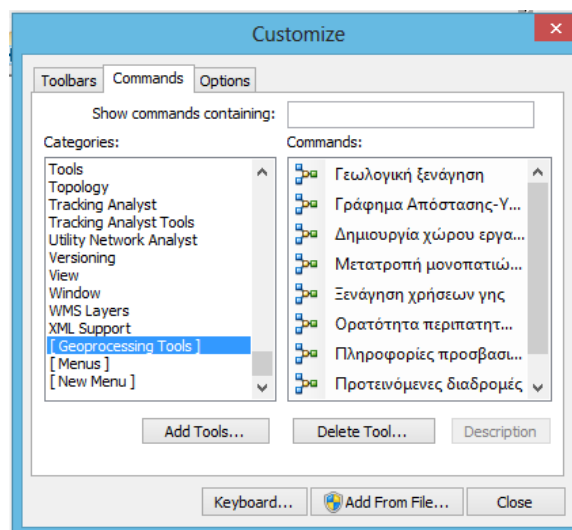 Customize
Toolbars
Commands
Options
Show commands containing:
Categories:
Tools
Topology
Tracking Analyst
Tracking Analyst Tools
Utility Network Analyst
Versioning
View
Window
WMS Layers
XML Support
[ Geoprocessing Tools ]
[ Menus ]
[ New Menu ]
Commands:
Γεωλογική ξενάγηση
Γράφημα Απόστασης-Υ...
Δημιουργία χώρου εργα...
Μετατροπή μονοπατιώ...
Ξενάγηση χρήσεων γης
Ορατότητα περιπατητ...
Πληροφορίες προσβασι...
Προτεινόμενες διαδρομές
Add Tools...
Delete Tool...
Description
Keyboard...
Add From File...
Close